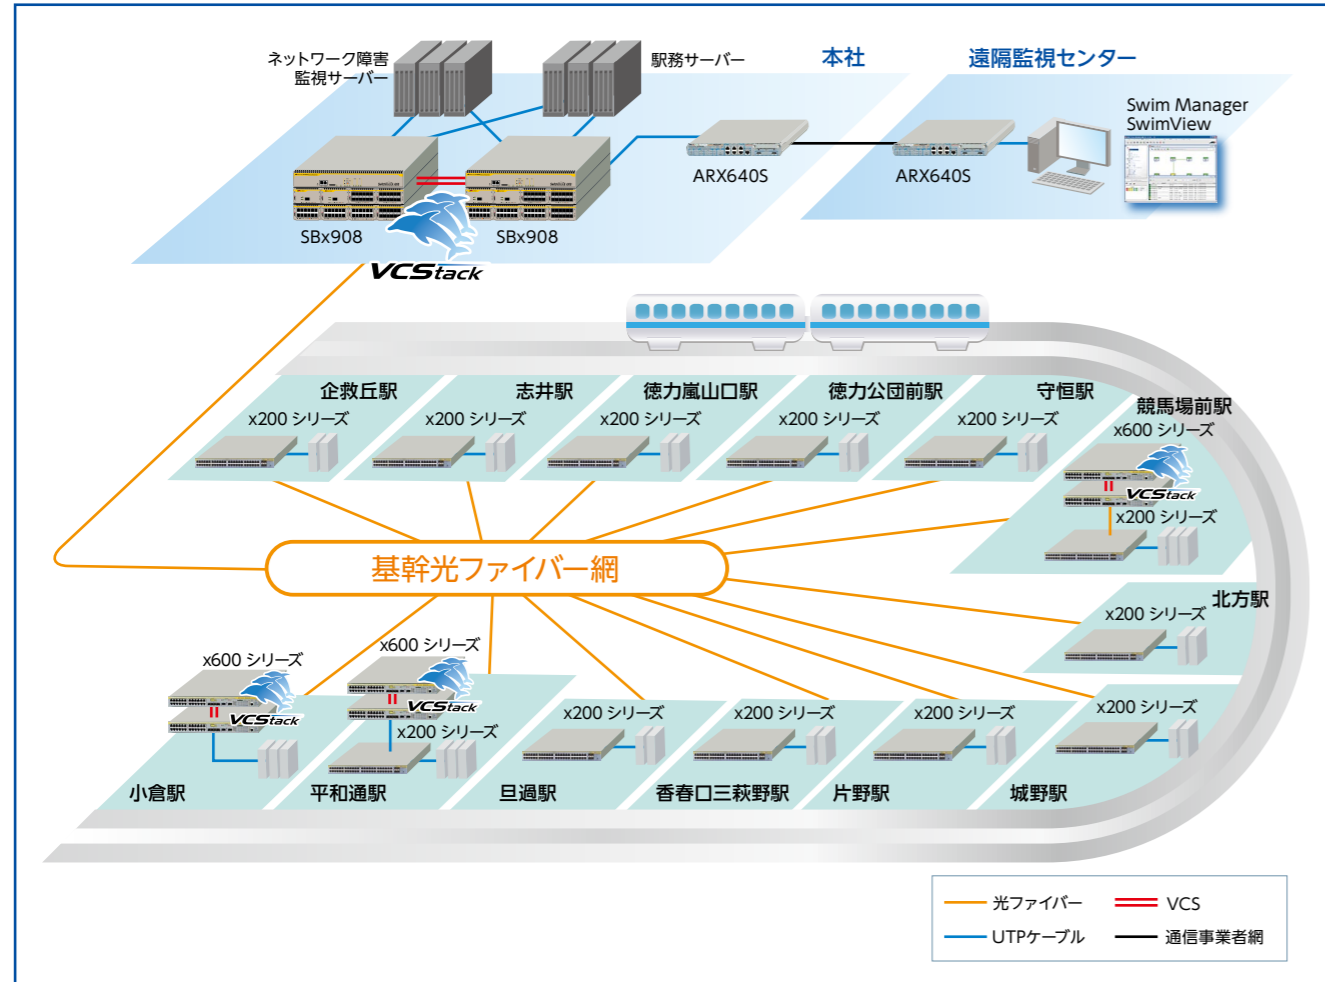 ネットワーク障害
監視サーバー
駅務サーバー
本社
遠隔監視センター
Swim Manager
SwimView
ARX640S
ARX640S
SBx908
SBx908
VCStack
企救丘駅
x200 シリーズ
志井駅
x200 シリーズ
徳力嵐山口駅
x200 シリーズ
徳力公団前駅
x200 シリーズ
守恒駅
x200 シリーズ
競馬場前駅
x600 シリーズ
VCStack
x200 シリーズ
基幹光ファイバー網
北方駅
x200 シリーズ
x600 シリーズ
VCStack
小倉駅
x600 シリーズ
VCStack
x200 シリーズ
平和通駅
x200 シリーズ
旦過駅
x200 シリーズ
香春口三萩野駅
x200 シリーズ
片野駅
x200 シリーズ
城野駅
光ファイバー
VCS
UTPケーブル
通信事業者網